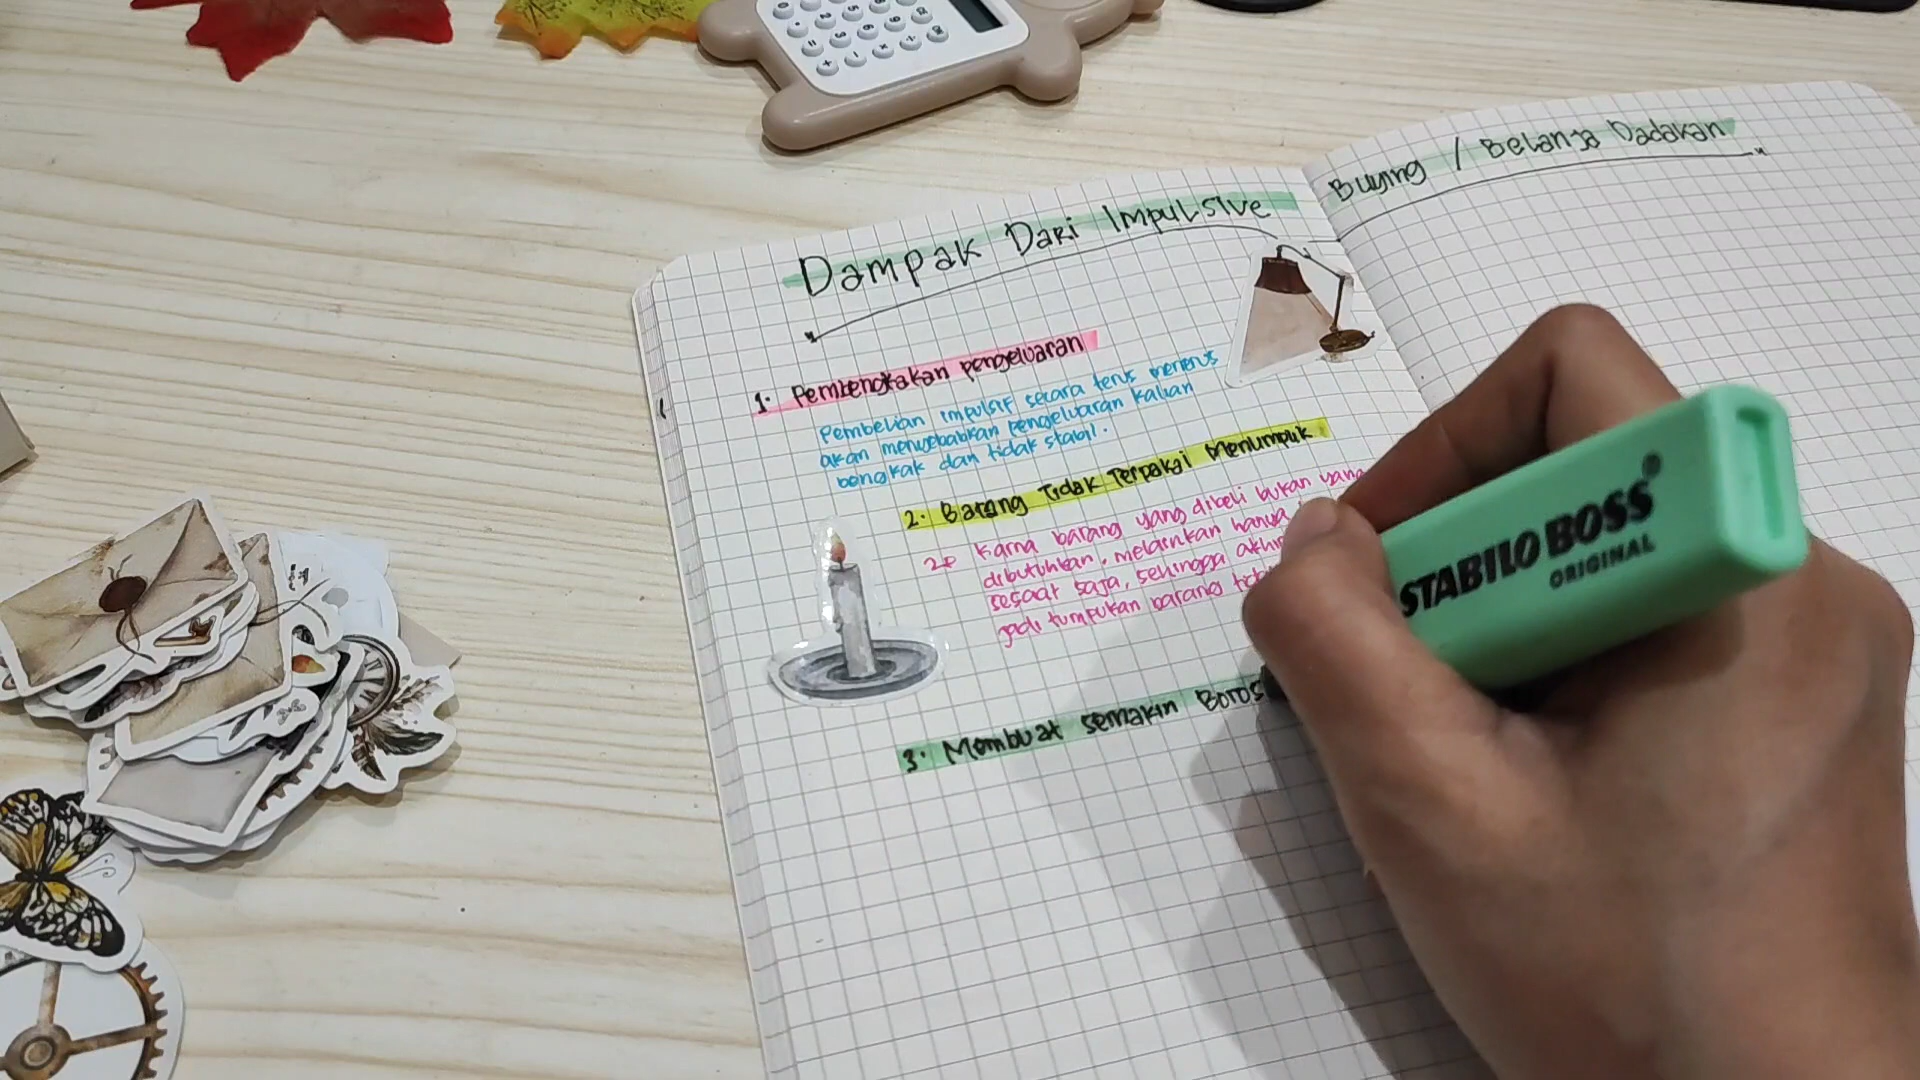 Dampak Dari Impulsive Buying / Belanja Dadakan
1. Pembengkakan pengeluaran
Pembelian impulsif secara terus menerus
akan menyebabkan pengeluaran kalian
bengkak dan tidak stabil.
2. Barang Tidak Terpakai Menumpuk
Karna barang yang dibeli bukan yang
dibutuhkan, melainkan hanya
sesaat saja, sehingga akhir
jadi tumpukan barang
3. Membuat semakin Boros
STABILO BOSS®
ORIGINAL